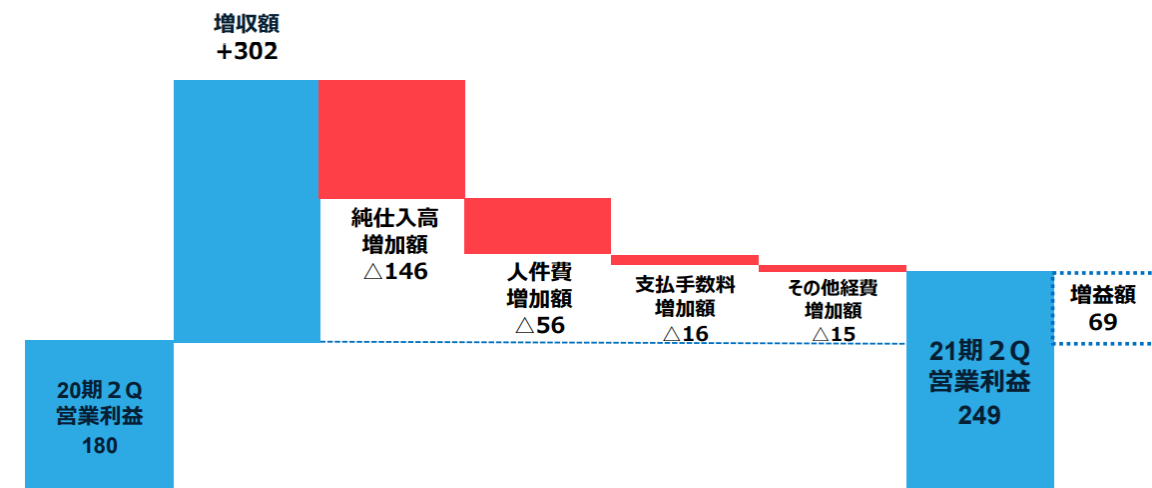 増収額
+302
純仕入高
増加額
△146
人件費
増加額
△56
支払手数料
増加額
△16
その他経費
増加額
△15
増益額
69
20期２Q
営業利益
180
21期２Q
営業利益
249